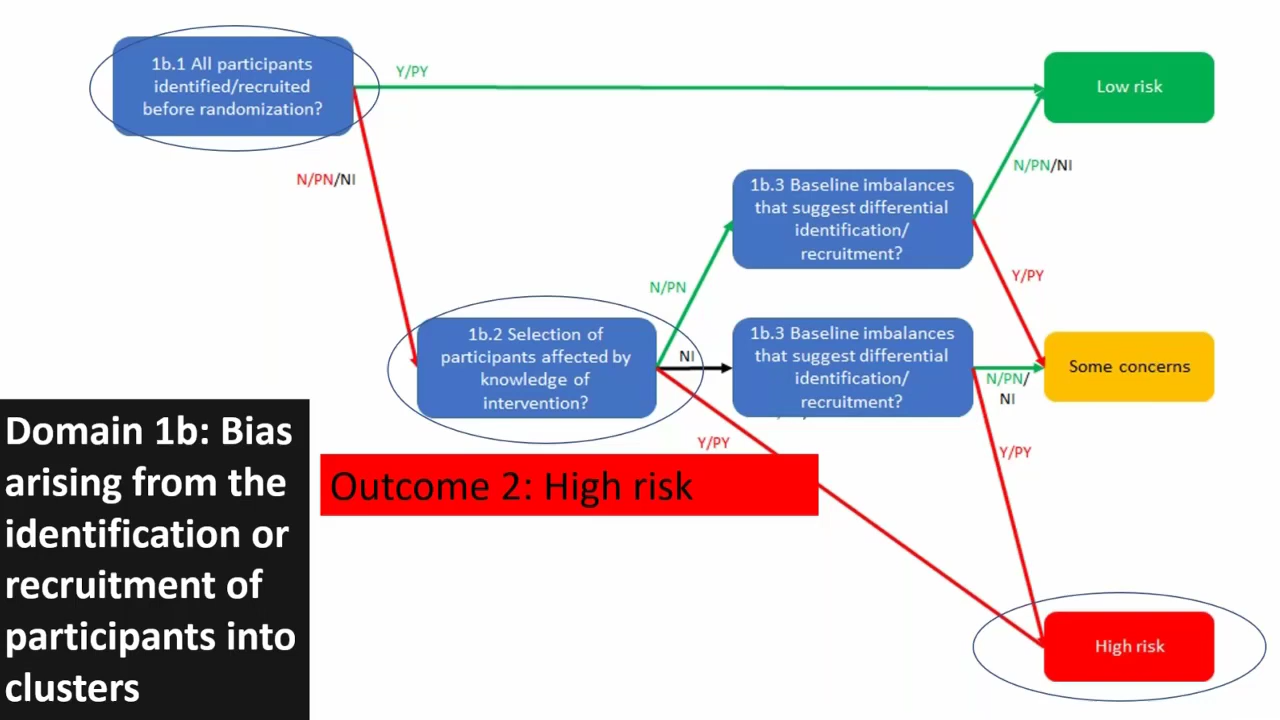 1b.1 All participants
identified/recruited
before randomization?
Y/PY
Low risk
N/PN/NI
1b.3 Baseline imbalances
that suggest differential
identification/
recruitment?
N/PN/NI
N/PN
Y/PY
1b.2 Selection of
participants affected by
knowledge of
intervention?
NI
1b.3 Baseline imbalances
that suggest differential
identification/
recruitment?
N/PN/
NI
Some concerns
Y/PY
Y/PY
Domain 1b: Bias
arising from the
identification or
recruitment of
participants into
clusters
Outcome 2: High risk
High risk